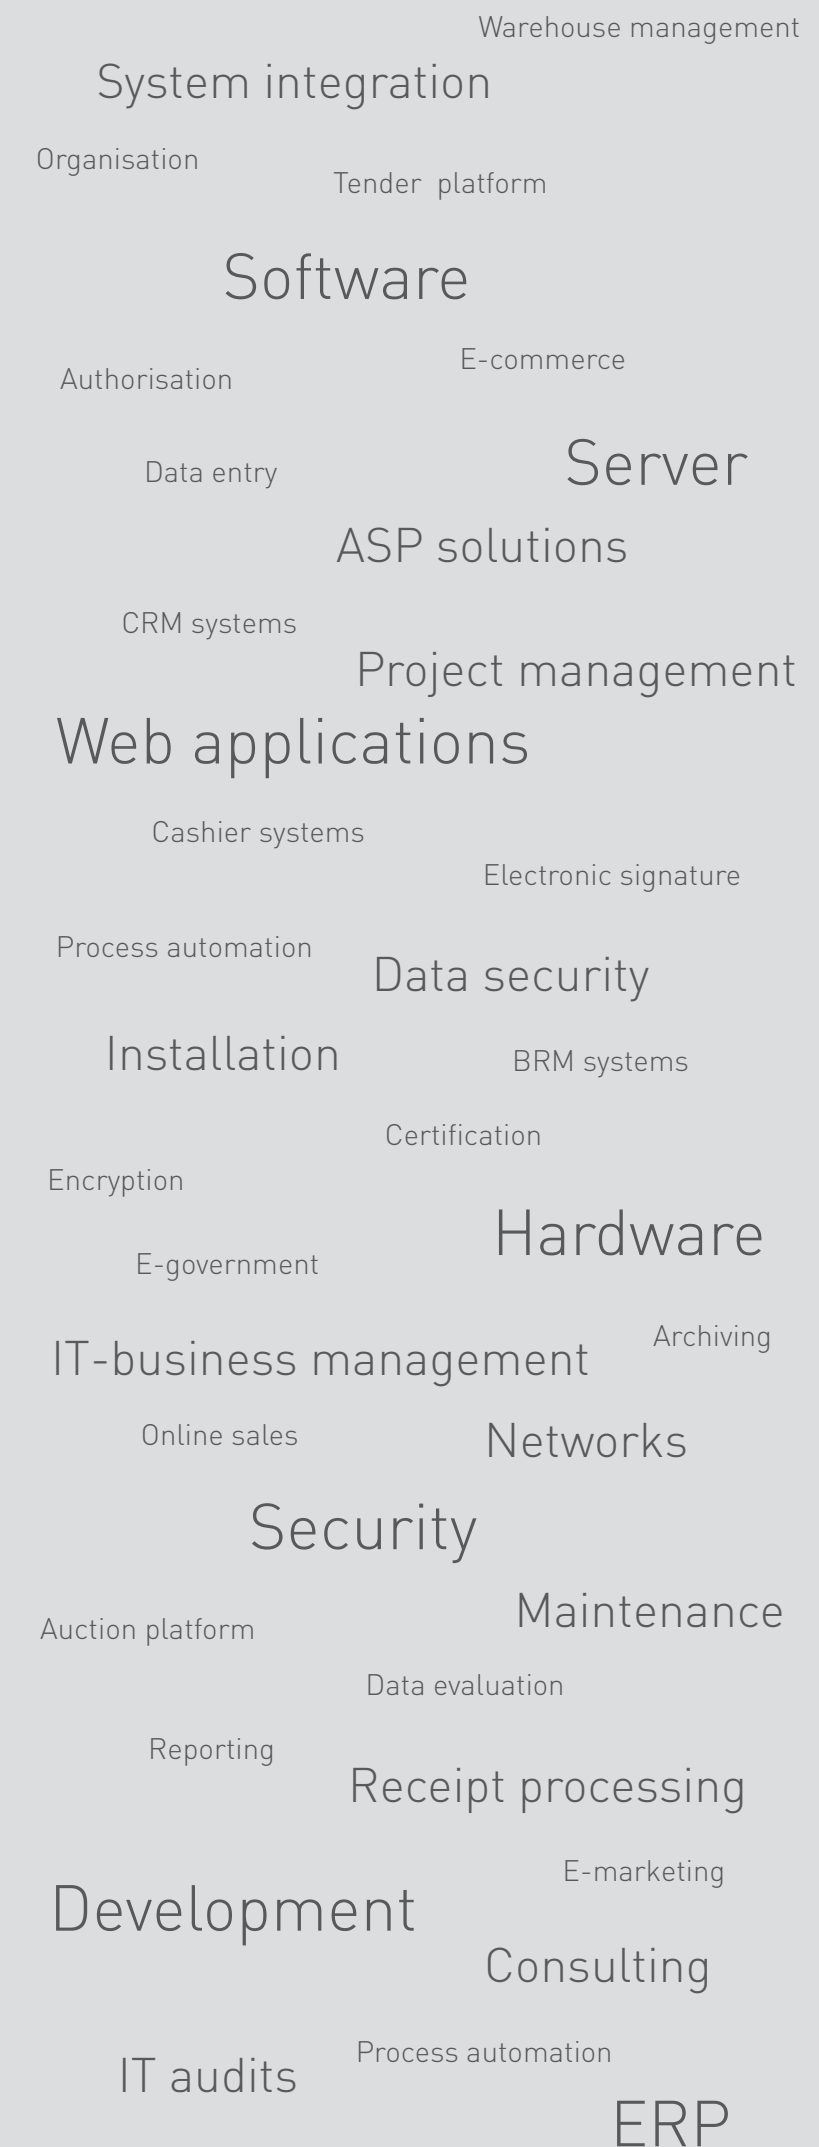 Warehouse management
System integration
Organisation
Tender platform
Software
E-commerce
Authorisation
Server
Data entry
ASP solutions
CRM systems
Project management
Web applications
Cashier systems
Electronic signature
Process automation
Data security
Installation
BRM systems
Certification
Encryption
Hardware
E-government
Archiving
IT-business management
Online sales
Networks
Security
Maintenance
Auction platform
Data evaluation
Reporting
Receipt processing
E-marketing
Development
Consulting
Process automation
IT audits
ERP